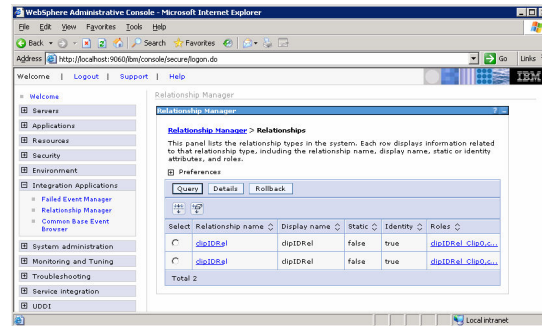 WebSphere Administrative Console - Microsoft Internet Explorer
File Edit View Favorites Tools Help
Back Search Favorites
Address http://localhost:9060/ibm/console/secure/logon.do Go Links
Welcome | Logout | Support | Help IBM
Welcome
Servers
Applications
Resources
Security
Environment
Integration Applications
Failed Event Manager
Relationship Manager
Common Base Event
Browser
System administration
Monitoring and Tuning
Troubleshooting
Service integration
UDDI
Relationship Manager
Relationship Manager ? -
Relationship Manager > Relationships
This panel lists the relationship types in the system. Each row displays information related
to that relationship type, including the relationship name, display name, static or identity
attributes, and roles.
Preferences
Query Details Rollback
Select Relationship name Display name Static Identity Roles
clipIDRel clipIDRel false true clipIDRel_Clip0.c...
clipIDRel clipIDRel false true clipIDRel_Clip0.c...
Total 2
Local intranet